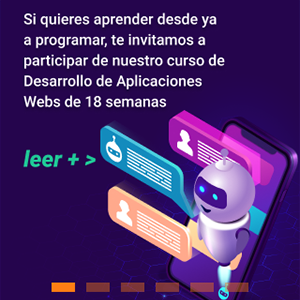 Si quieres aprender desde ya
a programar, te invitamos a
participar de nuestro curso de
Desarrollo de Aplicaciones
Webs de 18 semanas
leer + >